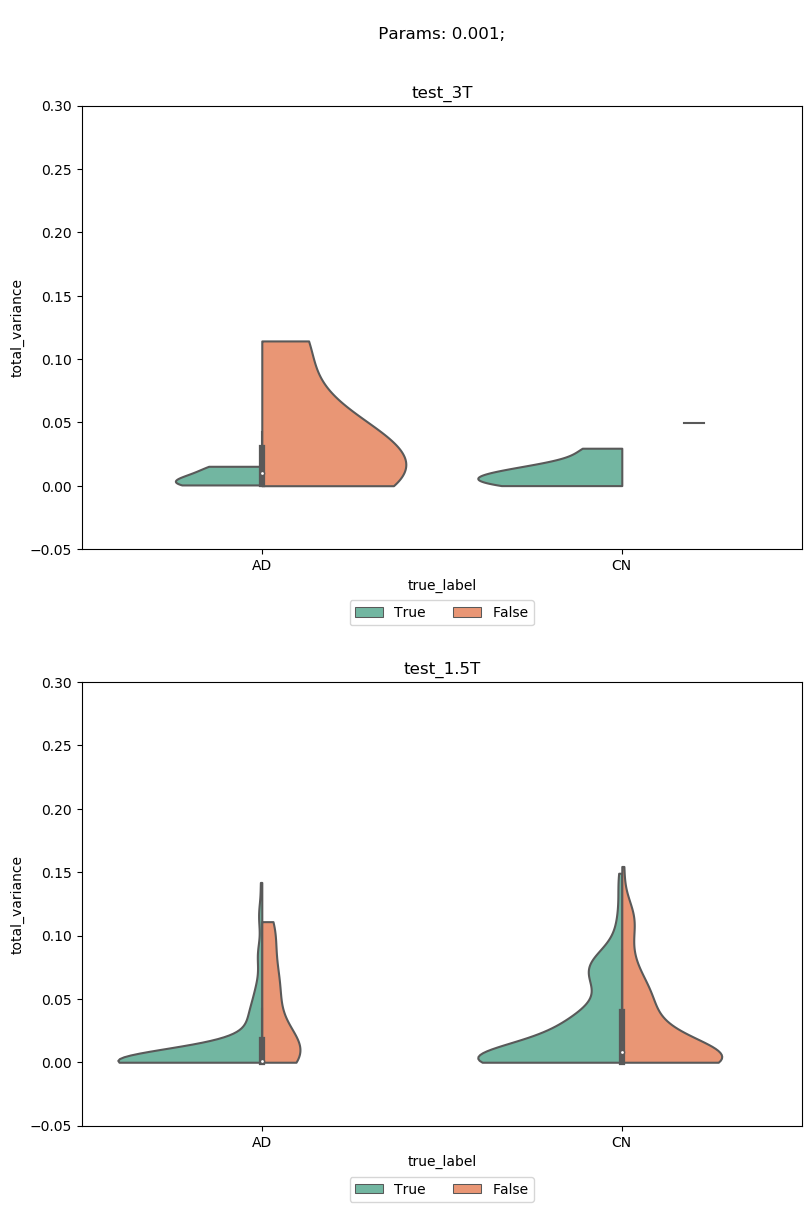 Params: 0.001;
test_3T
0.30
0.25
0.20
0.15
0.10
0.05
0.00
−0.05
total_variance
AD CN
true_label
True False
test_1.5T
0.30
0.25
0.20
0.15
0.10
0.05
0.00
−0.05
total_variance
AD CN
true_label
True False